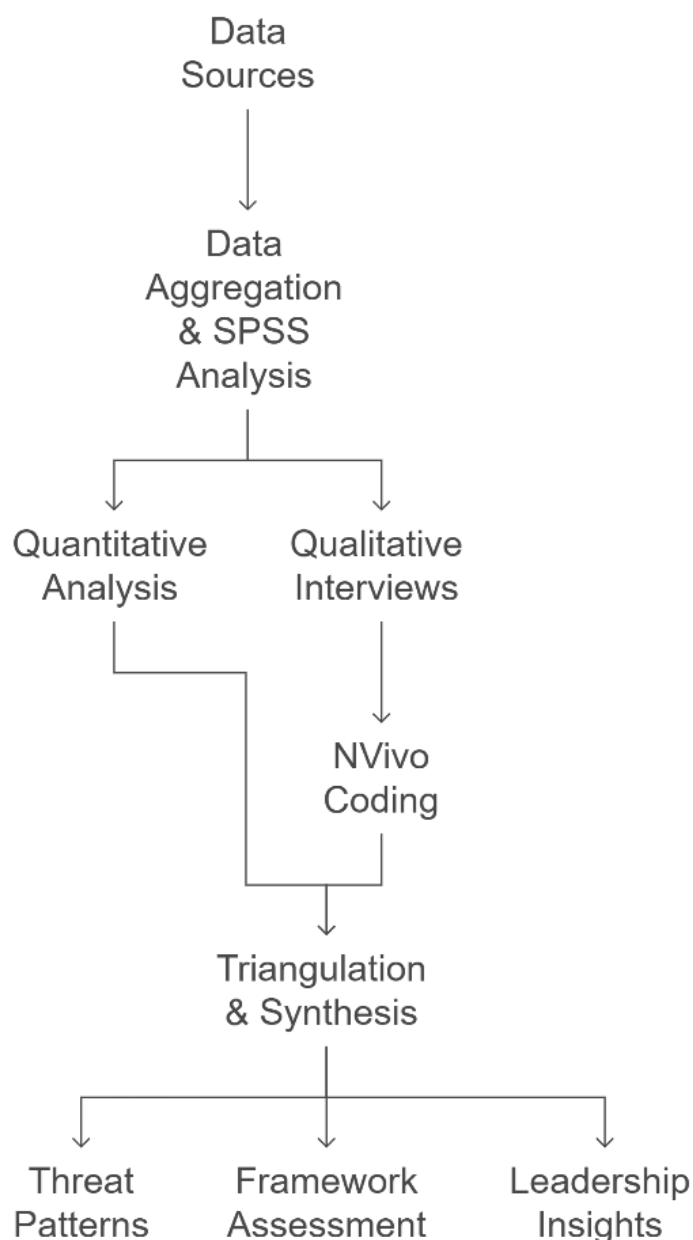 Data
Sources
Data
Aggregation
& SPSS
Analysis
Quantitative
Analysis
Qualitative
Interviews
NVivo
Coding
Triangulation
& Synthesis
Threat
Patterns
Framework
Assessment
Leadership
Insights